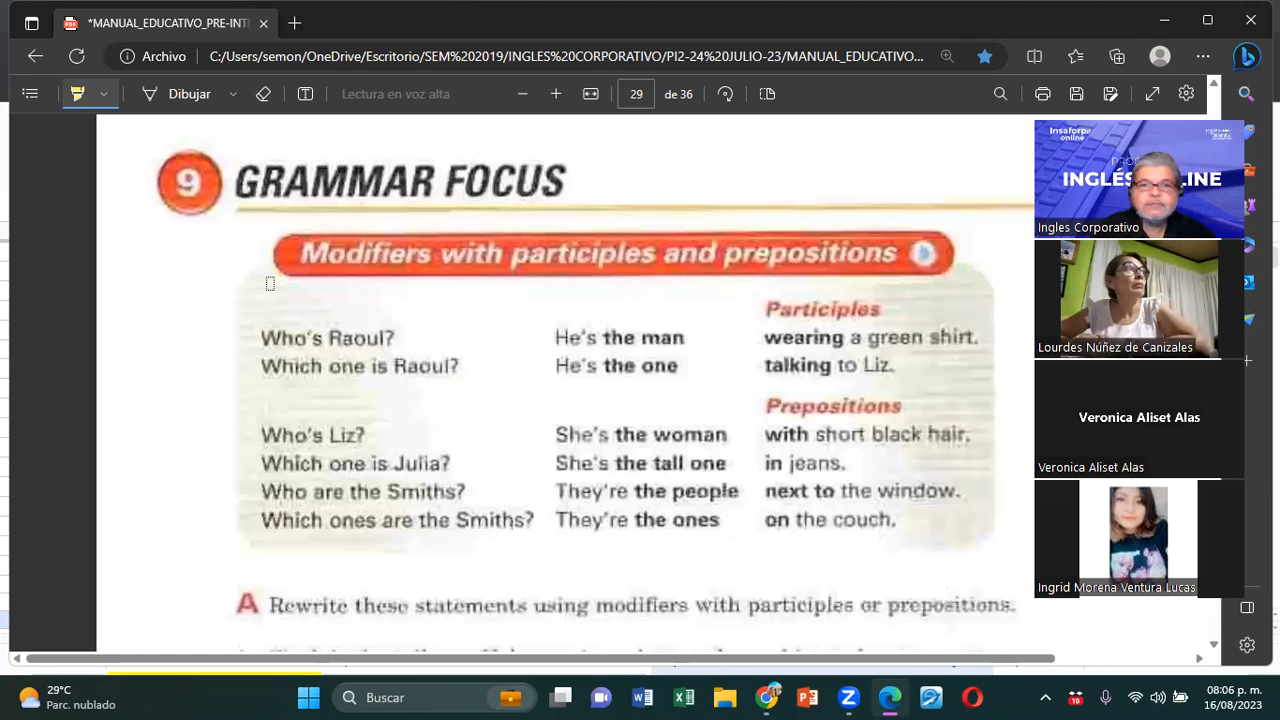 *MANUAL_EDUCATIVO_PRE-INTI
Archivo
C:/Users/semon/OneDrive/Escritorio/SEM%202019/INGLES%20CORPORATIVO/PI2-24%20JULIO-23/MANUAL_EDUCATIVO...
Dibujar
Lectura en voz alta
29
de 36
9 GRAMMAR FOCUS
Modifiers with participles and prepositions
Participles
Who's Raoul? He's the man wearing a green shirt.
Which one is Raoul? He's the one talking to Liz.
Prepositions
Who's Liz? She's the woman with short black hair.
Which one is Julia? She's the tall one in jeans.
Who are the Smiths? They're the people next to the window.
Which ones are the Smiths? They're the ones on the couch.
A Rewrite these statements using modifiers with participles or prepositions.
Insaforp
online
INGLÉS ONLINE
Ingles Corporativo
Lourdes Núñez de Canizales
Veronica Aliset Alas
Veronica Aliset Alas
Ingrid Morena Ventura Lucas
29°C
Parc. nublado
Buscar
10
08:06 p. m.
16/08/2023